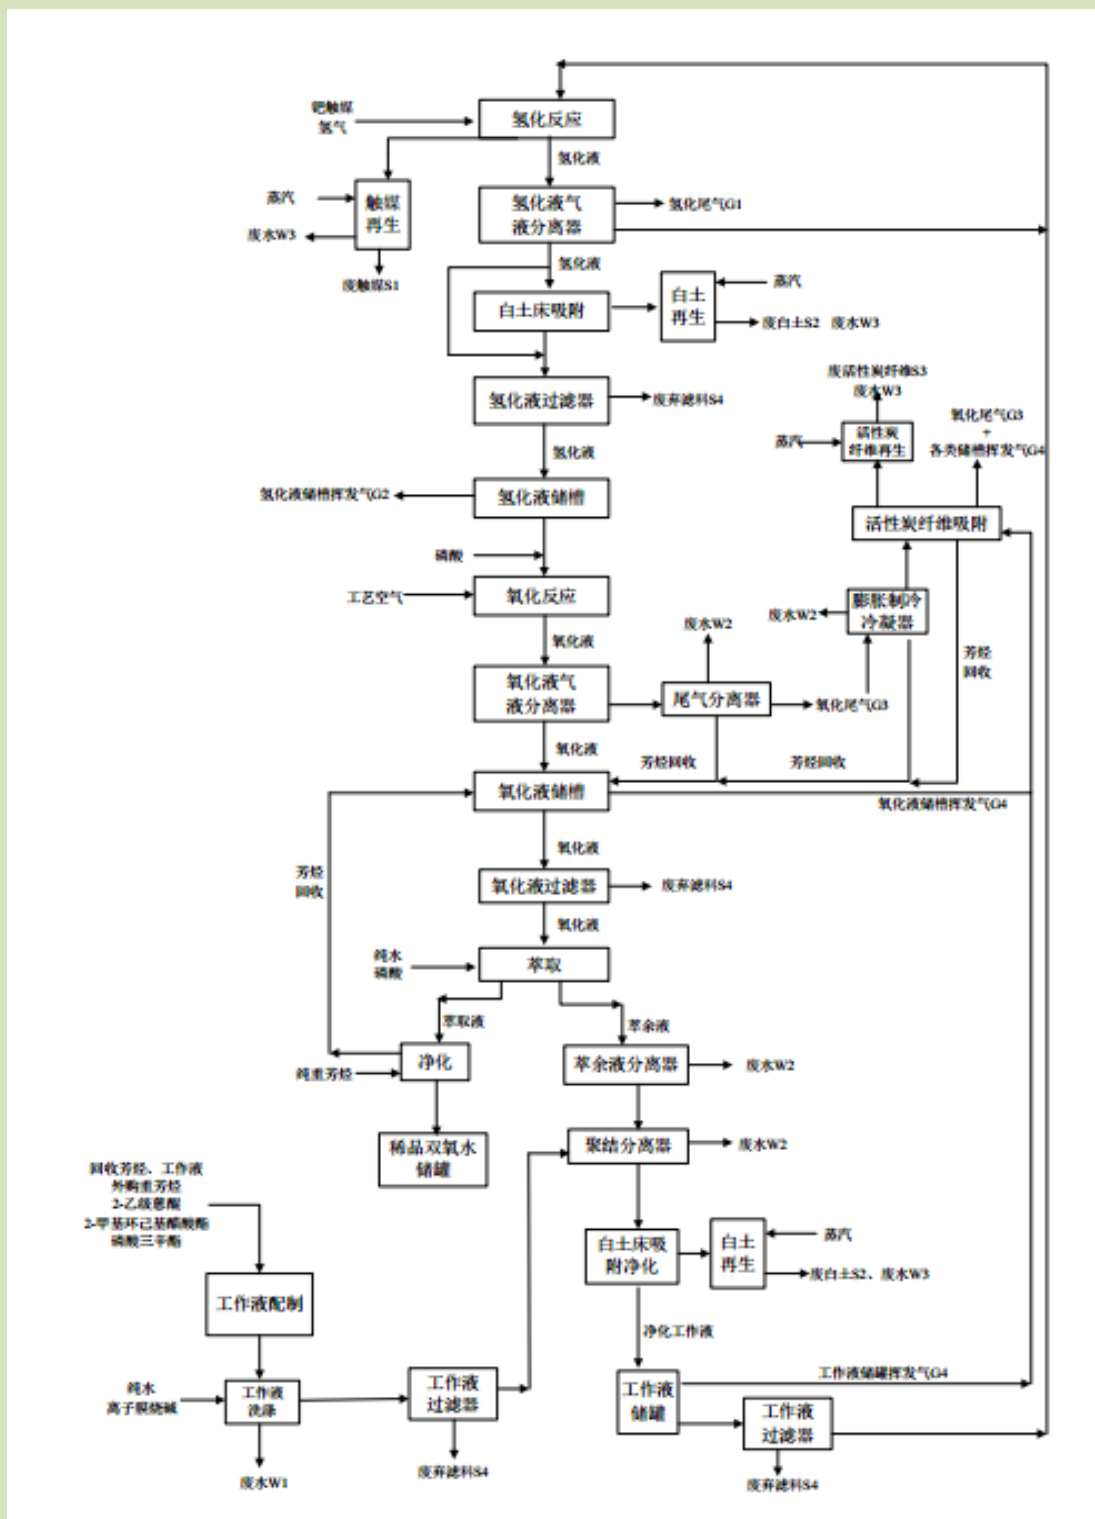 钯触媒
氢气
氢化反应
氢化液
蒸汽
触媒
再生
氢化液气
液分离器
氢化尾气G1
废水W3
废触媒S1
氢化液
白土床吸附
白土
再生
蒸汽
废白土S2 废水W3
氢化液过滤器
废弃滤料S4
废活性炭纤维S3
废水W3
氧化尾气G3
+
各类储槽挥发气G4
蒸汽
活性炭
纤维再生
氢化液
氢化液储槽挥发气G2
氢化液储槽
活性炭纤维吸附
磷酸
工艺空气
氧化反应
废水W2
膨胀制冷
冷凝器
氧化液
废水W2
芳烃
回收
氧化液气
液分离器
尾气分离器
氧化尾气G3
氧化液
芳烃回收
芳烃回收
氧化液储槽
氧化液储槽挥发气G4
氧化液
芳烃
回收
氧化液过滤器
废弃滤料S4
氧化液
纯水
磷酸
萃取
萃取液
萃余液
净化
纯重芳烃
萃余液分离器
废水W2
稀品双氧水
储罐
聚结分离器
废水W2
回收芳烃、工作液
外购重芳烃
2-乙级蒽醌
2-甲基环己基醋酸酯
磷酸三辛酯
白土床吸
附净化
白土
再生
蒸汽
废白土S2、废水W3
工作液配制
净化工作液
纯水
离子膜烧碱
工作液
洗涤
工作液
过滤器
工作液
储罐
工作液储罐挥发气G4
工作液
过滤器
废水W1
废弃滤料S4
废弃滤料S4